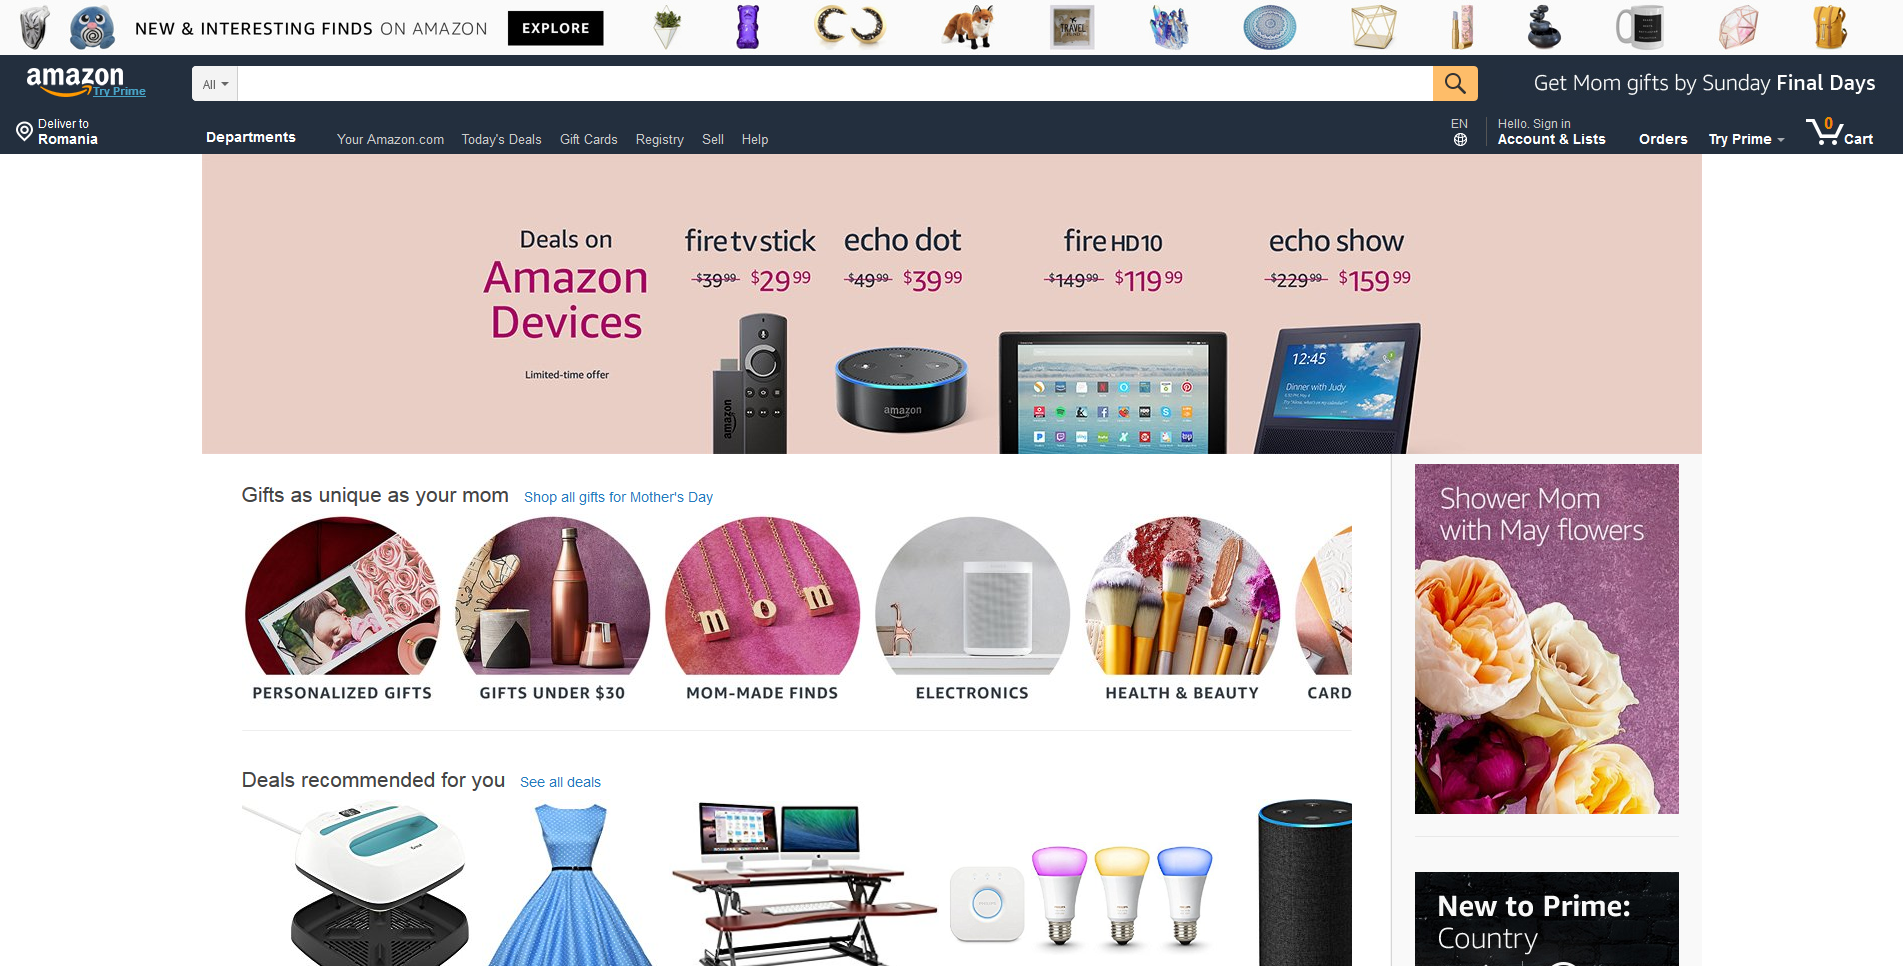 NEW & INTERESTING FINDS ON AMAZON
EXPLORE
TRAVEL
amazon
Try Prime
All
Get Mom gifts by Sunday Final Days
Deliver to
Romania
Departments
Your Amazon.com
Today's Deals
Gift Cards
Registry
Sell
Help
EN
Hello. Sign in
Account & Lists
Orders
Try Prime
0
Cart
Deals on
Amazon
Devices
Limited-time offer
fire tv stick
$39.99 $29.99
echo dot
$49.99 $39.99
fire HD 10
$149.99 $119.99
echo show
$229.99 $159.99
amazon
amazon
12:45
Dinner with Judy
Gifts as unique as your mom
Shop all gifts for Mother's Day
mom
PERSONALIZED GIFTS
GIFTS UNDER $30
MOM-MADE FINDS
ELECTRONICS
HEALTH & BEAUTY
CARD
Shower Mom
with May flowers
Deals recommended for you
See all deals
New to Prime:
Country